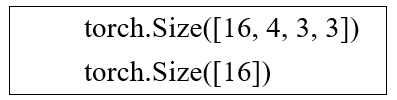 torch.Size([16, 4, 3, 3])
torch.Size([16])